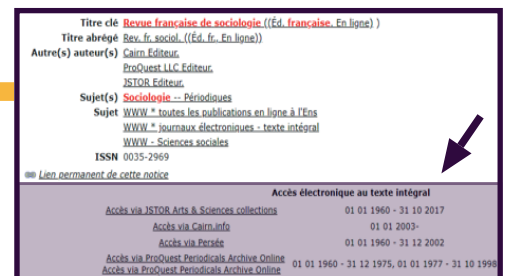 Titre clé Revue française de sociologie ((Éd. française. En ligne) )
Titre abrégé Rev. fr. sociol. ((Éd. fr., En ligne))
Autre(s) auteur(s) Cairn Editeur.
ProQuest LLC Editeur.
JSTOR Editeur.
Sujet(s) Sociologie -- Périodiques
Sujet WWW * toutes les publications en ligne à l'Ens
WWW * journaux électroniques - texte intégral
WWW - Sciences sociales
ISSN 0035-2969
Lien permanent de cette notice
Accès électronique au texte intégral
Accès via JSTOR Arts & Sciences collections 01 01 1960 - 31 10 2017
Accès via Cairn.info 01 01 2003-
Accès via Persée 01 01 1960 - 31 12 2002
Accès via ProQuest Periodicals Archive Online 01 01 1960 - 31 12 1975, 01 01 1977 - 31 10 1998
Accès via ProQuest Periodicals Archive Online